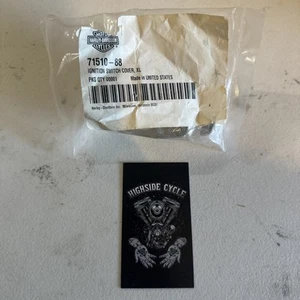 HARLEY-DAVIDSON
71510-88
IGNITION SWITCH COVER, XL
PKG QTY 00001 Made in UNITED STATES
HIGHSIDE CYCLE